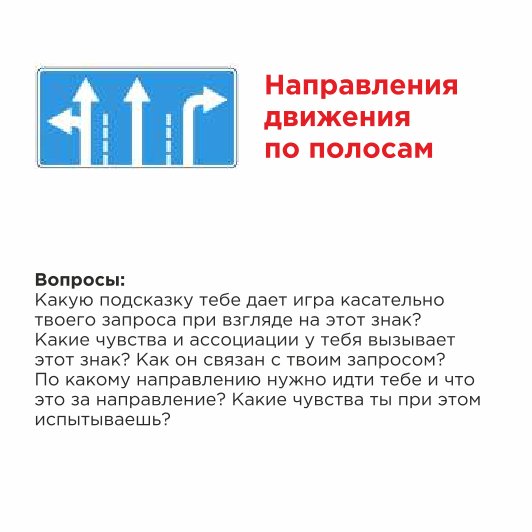 Направления
движения
по полосам
Вопросы:
Какую подсказку тебе дает игра касательно
твоего запроса при взгляде на этот знак?
Какие чувства и ассоциации у тебя вызывает
этот знак? Как он связан с твоим запросом?
По какому направлению нужно идти тебе и что
это за направление? Какие чувства ты при этом
испытываешь?